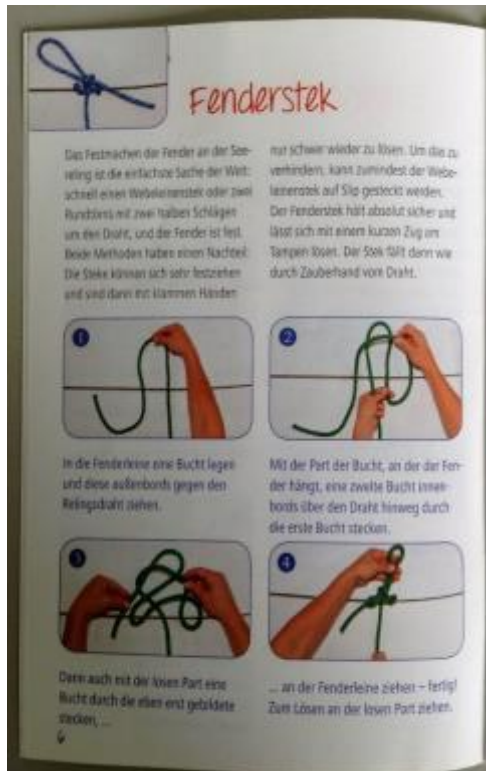 Fenderstek
Das Festmachen der Fender an der See-
reling ist die einfachste Sache der Welt:
schnell einen Webeleinenstek oder zwei
Rundtörns mit zwei halben Schlägen
um den Draht, und der Fender ist fest.
Beide Methoden haben einen Nachteil:
Die Steke können sich sehr festziehen
und sind dann mit klammen Händen
nur schwer wieder zu lösen. Um das zu
verhindern, kann zumindest der Webe-
leinenstek auf Slip gesteckt werden.
Der Fenderstek hält absolut sicher und
lässt sich mit einem kurzen Zug am
Tampen lösen. Der Stek fällt dann wie
durch Zauberhand vom Draht.
1
In die Fenderleine eine Bucht legen
und diese außenbords gegen den
Relingsdraht ziehen.
2
Mit der Part der Bucht, an der der Fen-
der hängt, eine zweite Bucht innen-
bords über den Draht hinweg durch
die erste Bucht stecken.
3
Dann auch mit der losen Part eine
Bucht durch die eben erst gebildete
stecken, ...
4
... an der Fenderleine ziehen – fertig!
Zum Lösen an der losen Part ziehen.
6